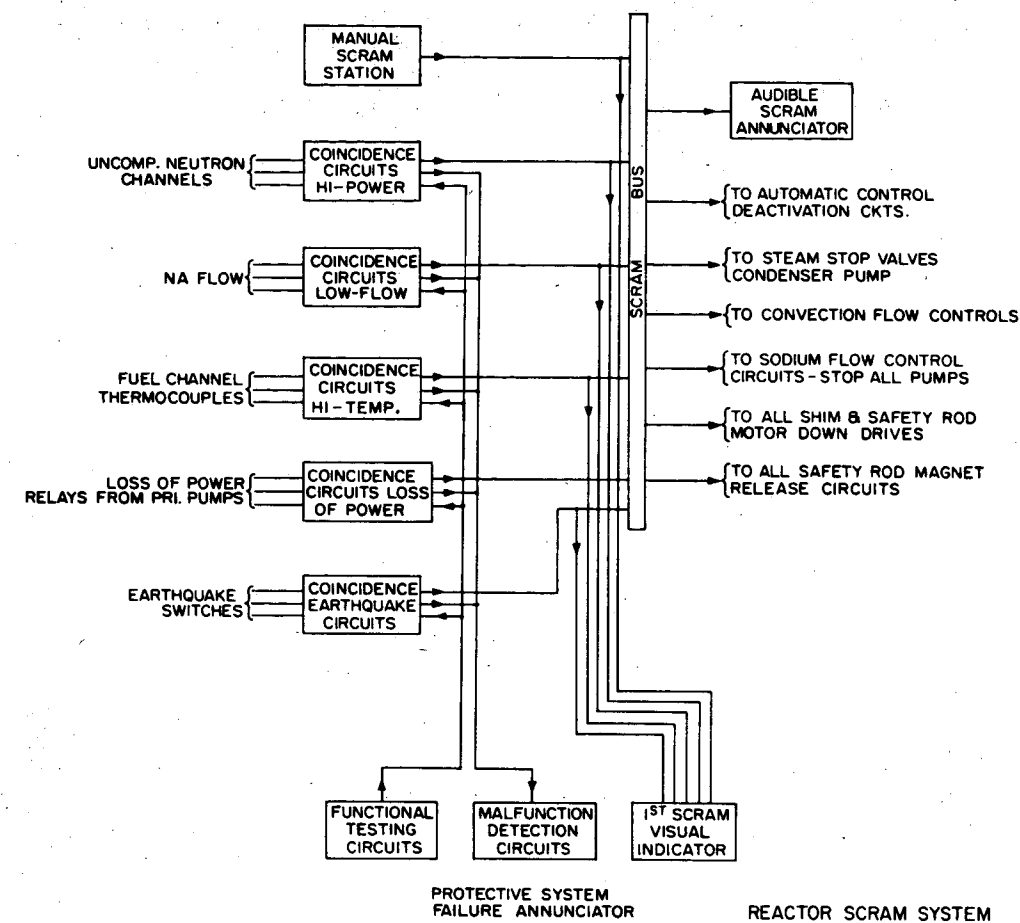 MANUAL
SCRAM
STATION
AUDIBLE
SCRAM
ANNUNCIATOR
UNCOMP. NEUTRON
CHANNELS
COINCIDENCE
CIRCUITS
HI-POWER
SCRAM BUS
TO AUTOMATIC CONTROL
DEACTIVATION CKTS.
NA FLOW
COINCIDENCE
CIRCUITS
LOW-FLOW
TO STEAM STOP VALVES
CONDENSER PUMP
TO CONVECTION FLOW CONTROLS
FUEL CHANNEL
THERMOCOUPLES
COINCIDENCE
CIRCUITS
HI-TEMP.
TO SODIUM FLOW CONTROL
CIRCUITS-STOP ALL PUMPS
TO ALL SHIM & SAFETY ROD
MOTOR DOWN DRIVES
LOSS OF POWER
RELAYS FROM PRI. PUMPS
COINCIDENCE
CIRCUITS LOSS
OF POWER
TO ALL SAFETY ROD MAGNET
RELEASE CIRCUITS
EARTHQUAKE
SWITCHES
COINCIDENCE
EARTHQUAKE
CIRCUITS
FUNCTIONAL
TESTING
CIRCUITS
MALFUNCTION
DETECTION
CIRCUITS
1ST SCRAM
VISUAL
INDICATOR
PROTECTIVE SYSTEM
FAILURE ANNUNCIATOR
REACTOR SCRAM SYSTEM